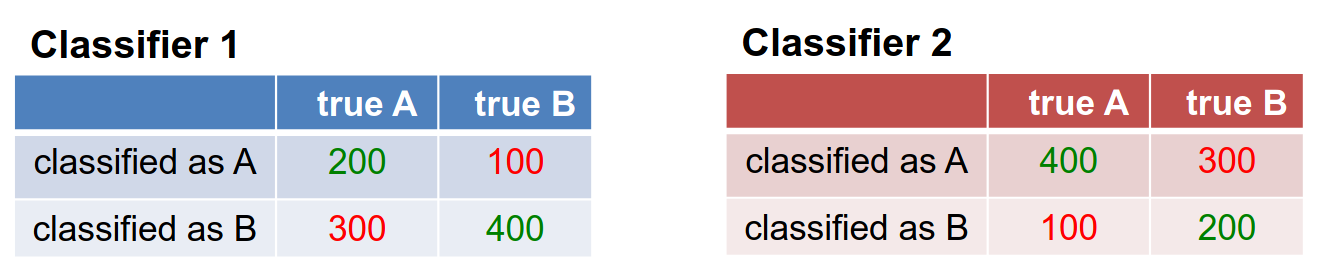 Classifier 1
true A true B
classified as A 200 100
classified as B 300 400
Classifier 2
true A true B
classified as A 400 300
classified as B 100 200